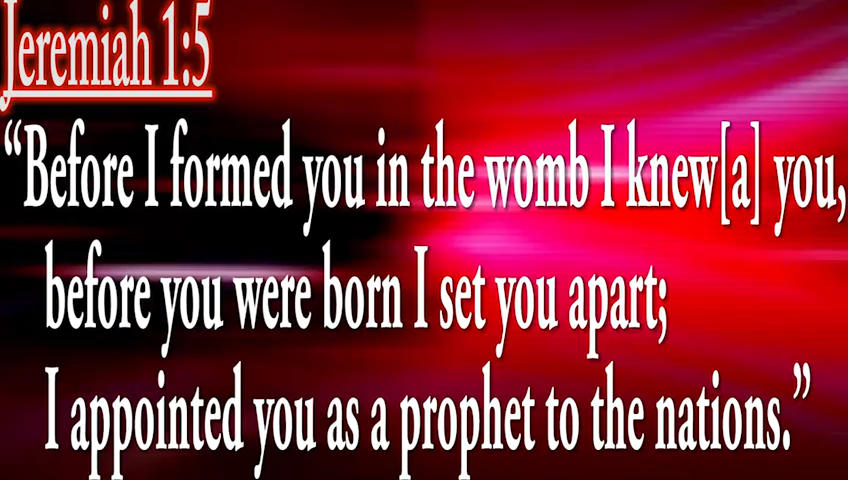 Jeremiah 1:5
“Before I formed you in the womb I knew[a] you,
before you were born I set you apart;
I appointed you as a prophet to the nations.”